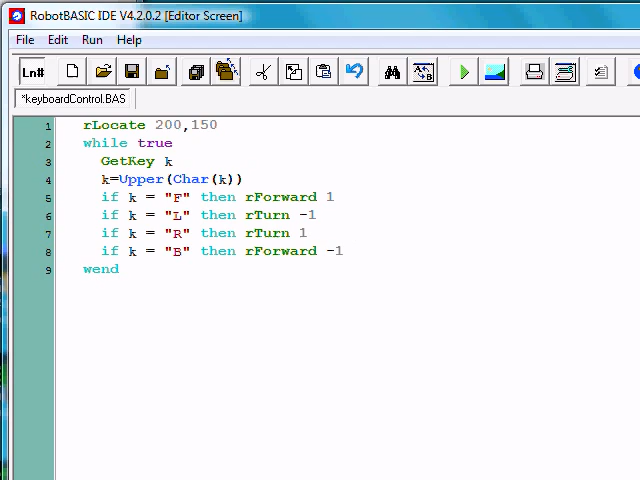 RobotBASIC IDE V4.2.0.2 [Editor Screen]
File Edit Run Help
Ln#
*keyboardControl.BAS
1 rLocate 200,150
2 while true
3 GetKey k
4 k=Upper(Char(k))
5 if k = "F" then rForward 1
6 if k = "L" then rTurn -1
7 if k = "R" then rTurn 1
8 if k = "B" then rForward -1
9 wend